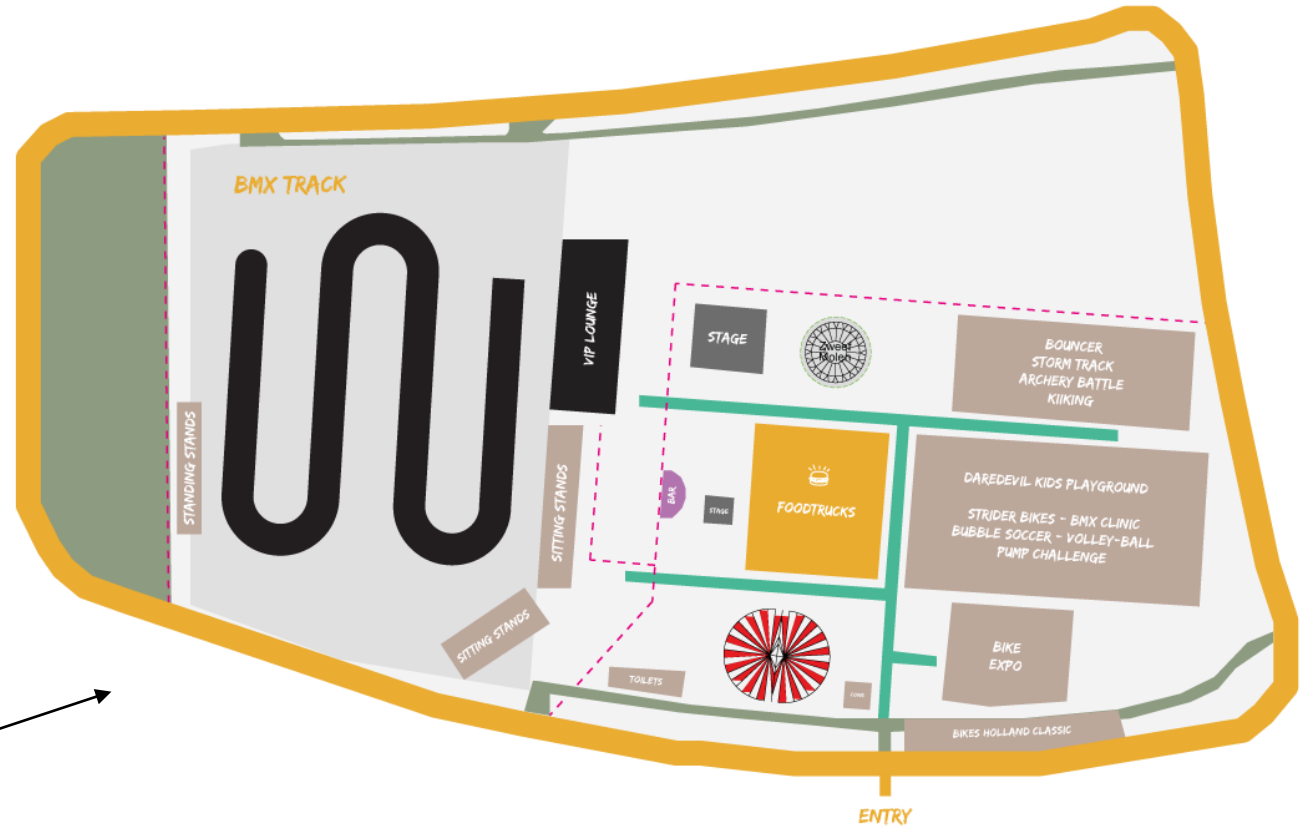 BMX TRACK
VIP LOUNGE
STAGE
Zweef
Molen
BOUNCER
STORM TRACK
ARCHERY BATTLE
KIIKING
STANDING STANDS
SITTING STANDS
BAR
STAGE
FOODTRUCKS
DAREDEVIL KIDS PLAYGROUND
STRIDER BIKES - BMX CLINIC
BUBBLE SOCCER - VOLLEY-BALL
PUMP CHALLENGE
SITTING STANDS
TOILETS
BIKE
EXPO
BIKES HOLLAND CLASSIC
ENTRY